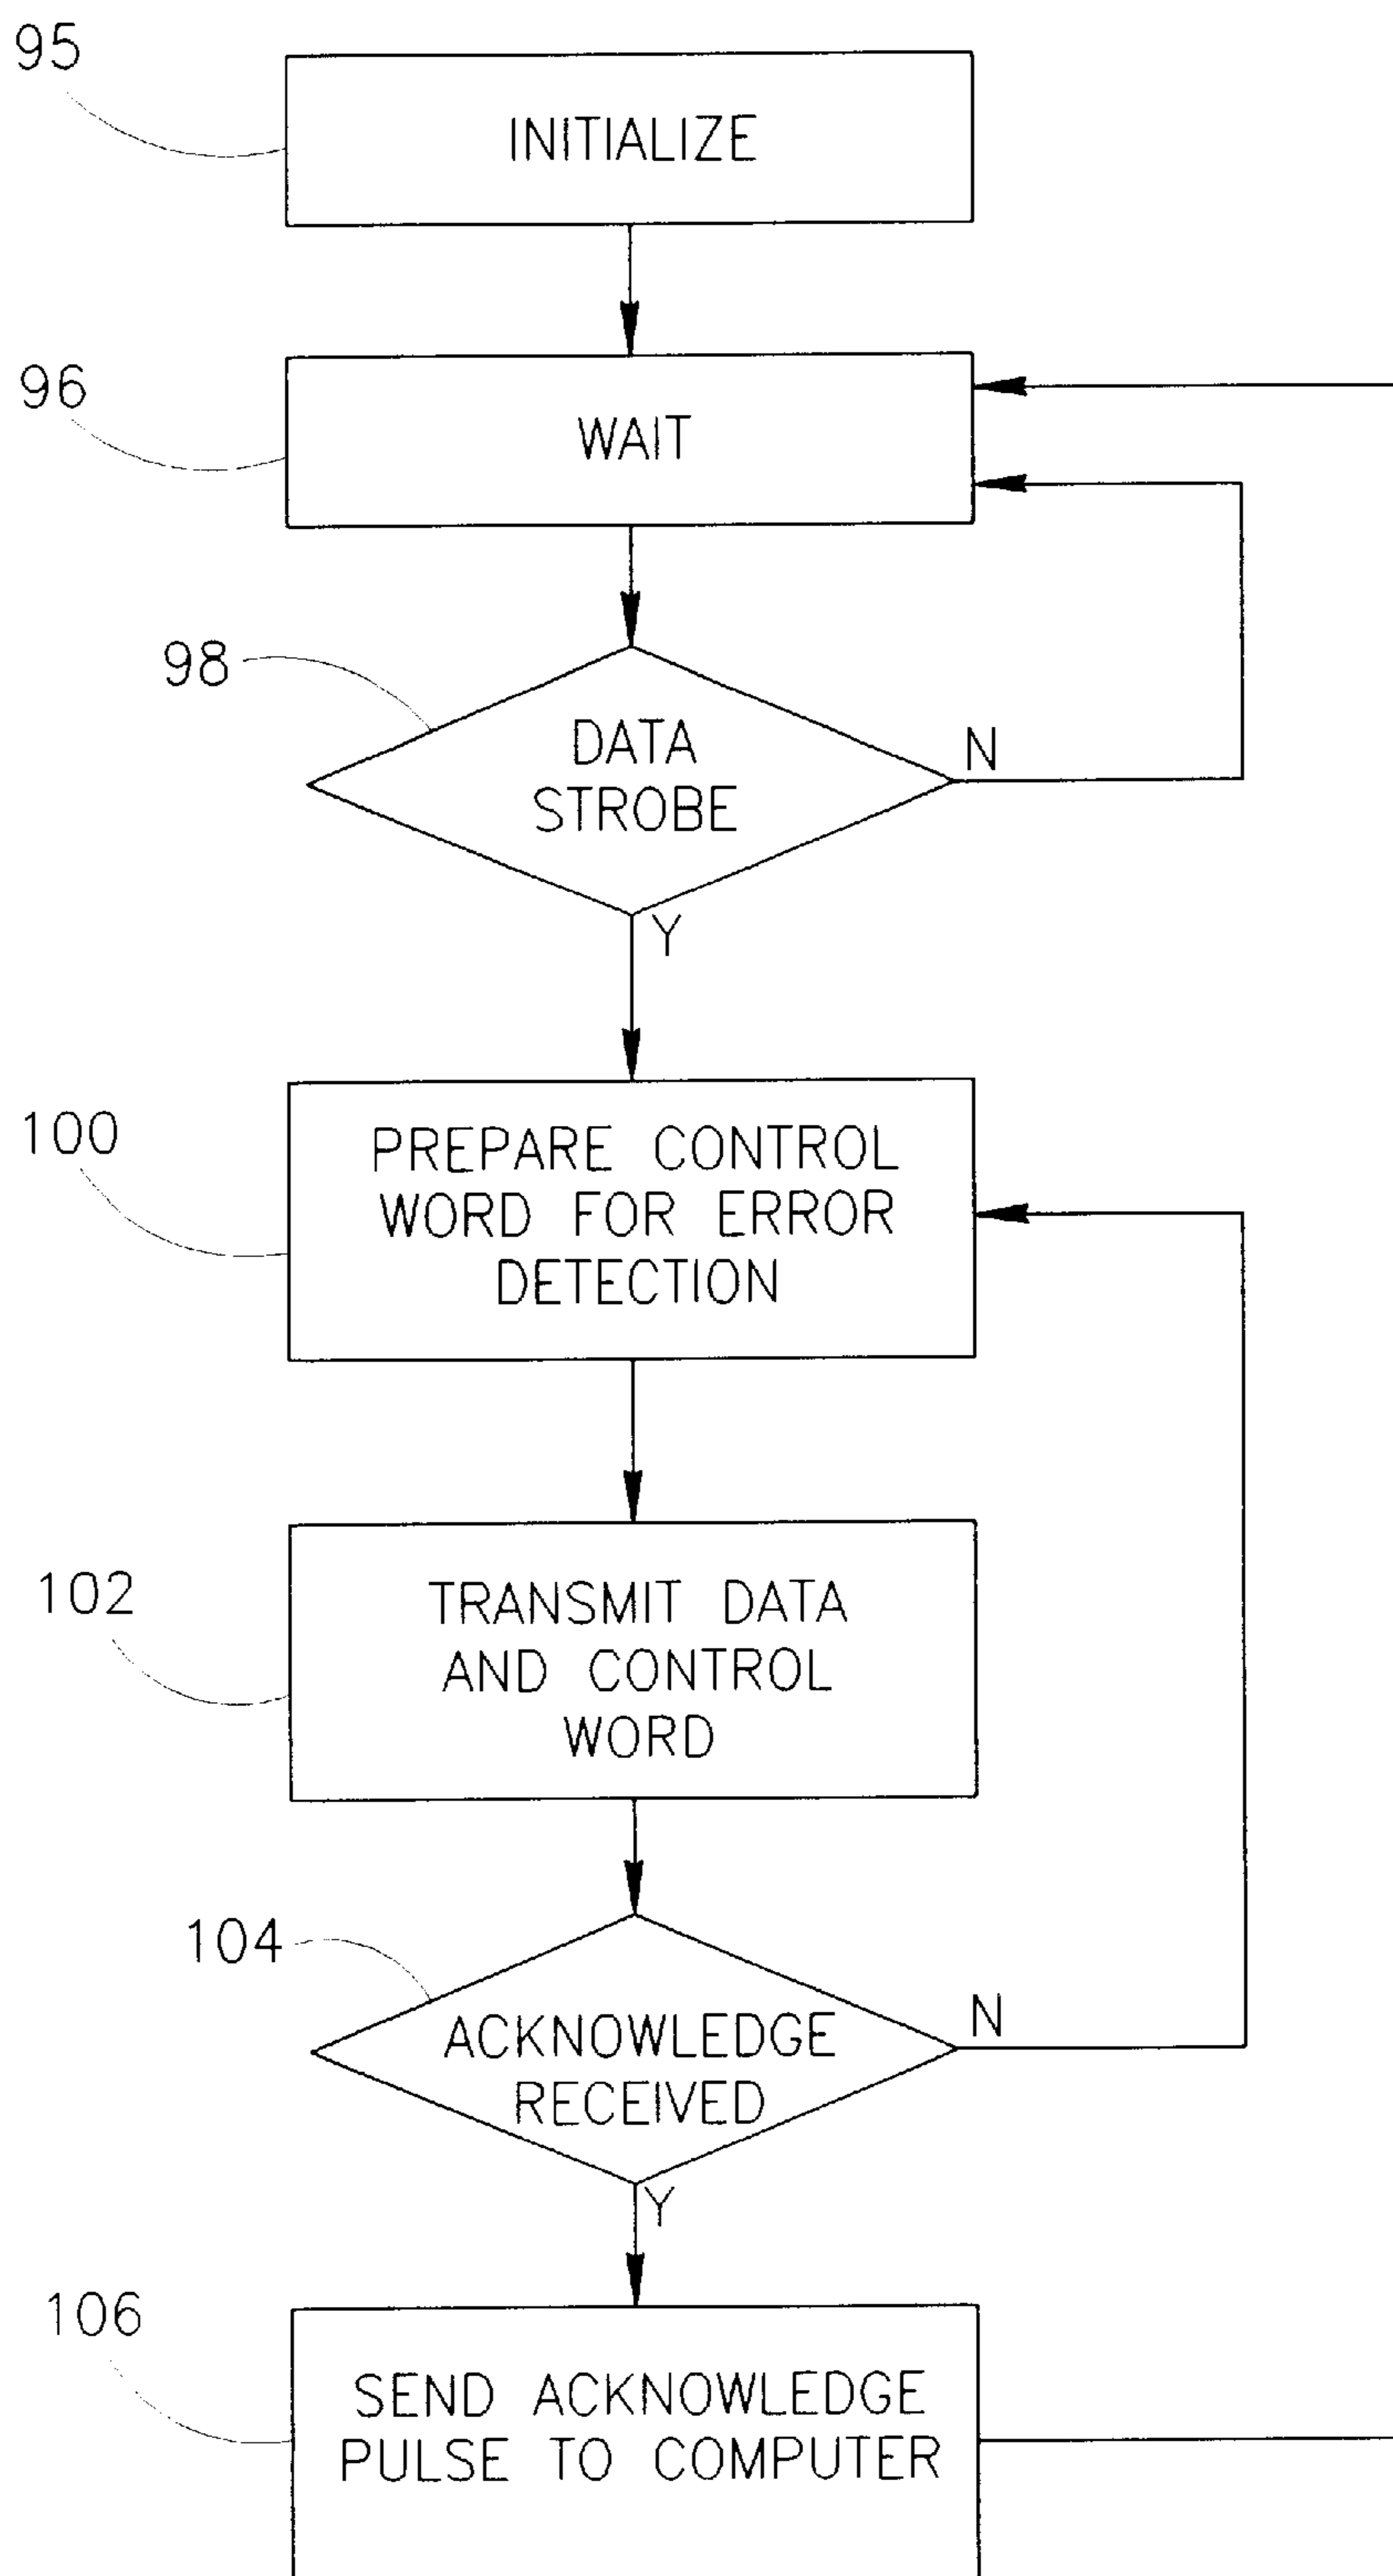 95
INITIALIZE
96
WAIT
98
DATA
STROBE
N
Y
100
PREPARE CONTROL
WORD FOR ERROR
DETECTION
102
TRANSMIT DATA
AND CONTROL
WORD
104
ACKNOWLEDGE
RECEIVED
N
Y
106
SEND ACKNOWLEDGE
PULSE TO COMPUTER